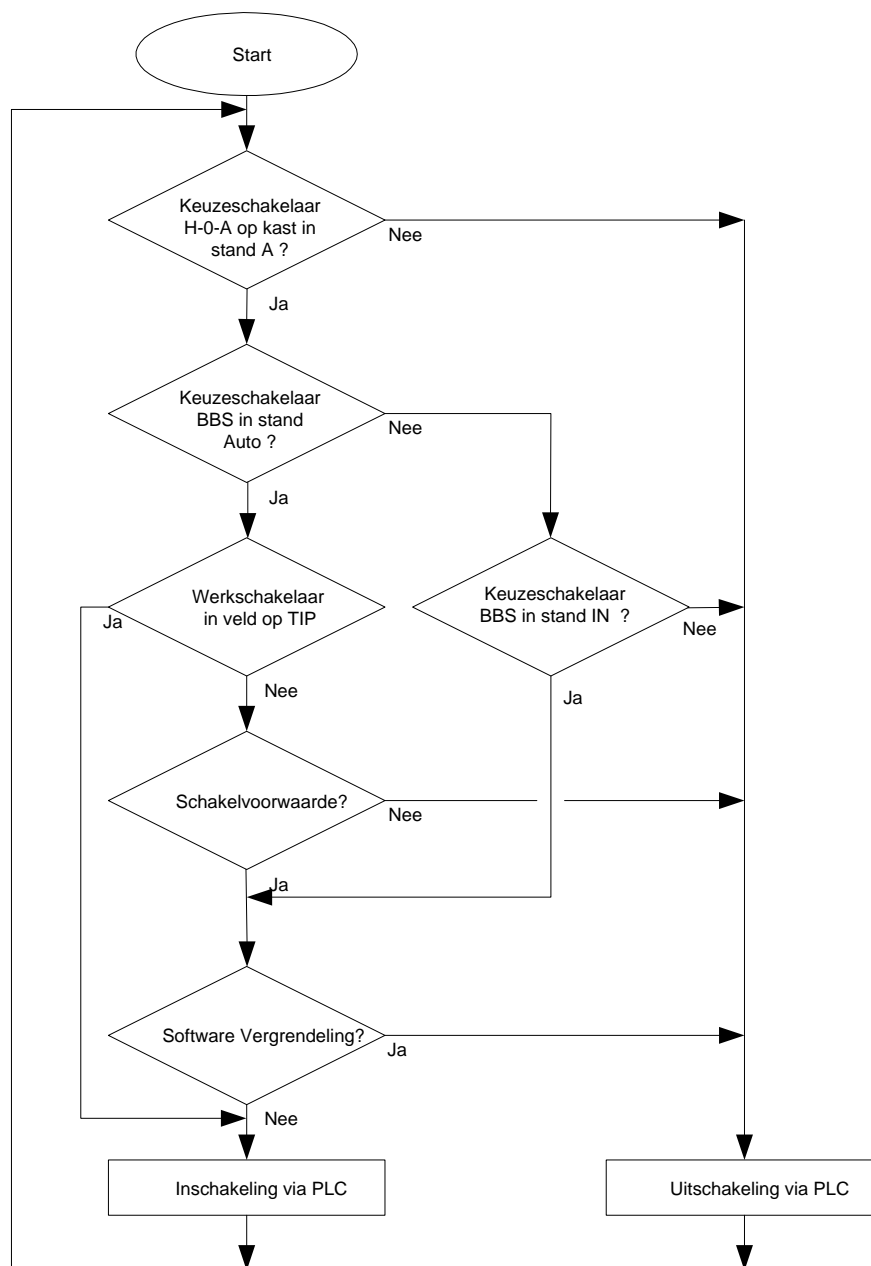 Start
Keuzeschakelaar
H-0-A op kast in
stand A ?
Nee
Ja
Keuzeschakelaar
BBS in stand
Auto ?
Nee
Ja
Werkschakelaar
in veld op TIP
Ja
Nee
Keuzeschakelaar
BBS in stand IN ?
Nee
Ja
Schakelvoorwaarde?
Nee
Ja
Software Vergrendeling?
Ja
Nee
Inschakeling via PLC
Uitschakeling via PLC